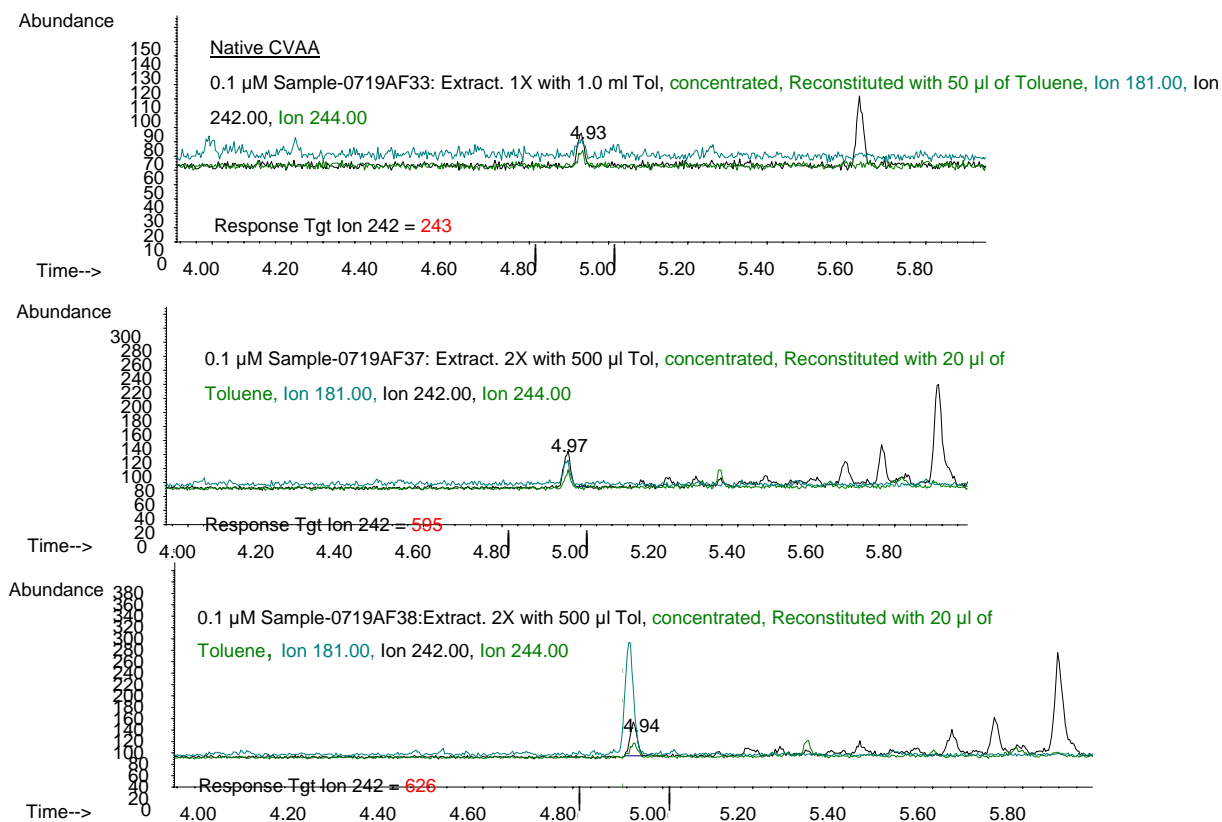 Abundance
150
140
130
120
110
100
90
80
70
60
50
40
30
20
10
0
Native CVAA
0.1 µM Sample-0719AF33: Extract. 1X with 1.0 ml Tol, concentrated, Reconstituted with 50 µl of Toluene, Ion 181.00, Ion
242.00, Ion 244.00
4.93
Response Tgt Ion 242 = 243
Time-->
4.00 4.20 4.40 4.60 4.80 5.00 5.20 5.40 5.60 5.80
Abundance
300
280
260
240
220
200
180
160
140
120
100
80
60
40
20
0
0.1 µM Sample-0719AF37: Extract. 2X with 500 µl Tol, concentrated, Reconstituted with 20 µl of
Toluene, Ion 181.00, Ion 242.00, Ion 244.00
4.97
Response Tgt Ion 242 = 595
Time-->
4.00 4.20 4.40 4.60 4.80 5.00 5.20 5.40 5.60 5.80
Abundance
380
360
340
320
300
280
260
240
220
200
180
160
140
120
100
80
60
40
20
0
0.1 µM Sample-0719AF38:Extract. 2X with 500 µl Tol, concentrated, Reconstituted with 20 µl of
Toluene, Ion 181.00, Ion 242.00, Ion 244.00
4.94
Response Tgt Ion 242 = 626
Time-->
4.00 4.20 4.40 4.60 4.80 5.00 5.20 5.40 5.60 5.80